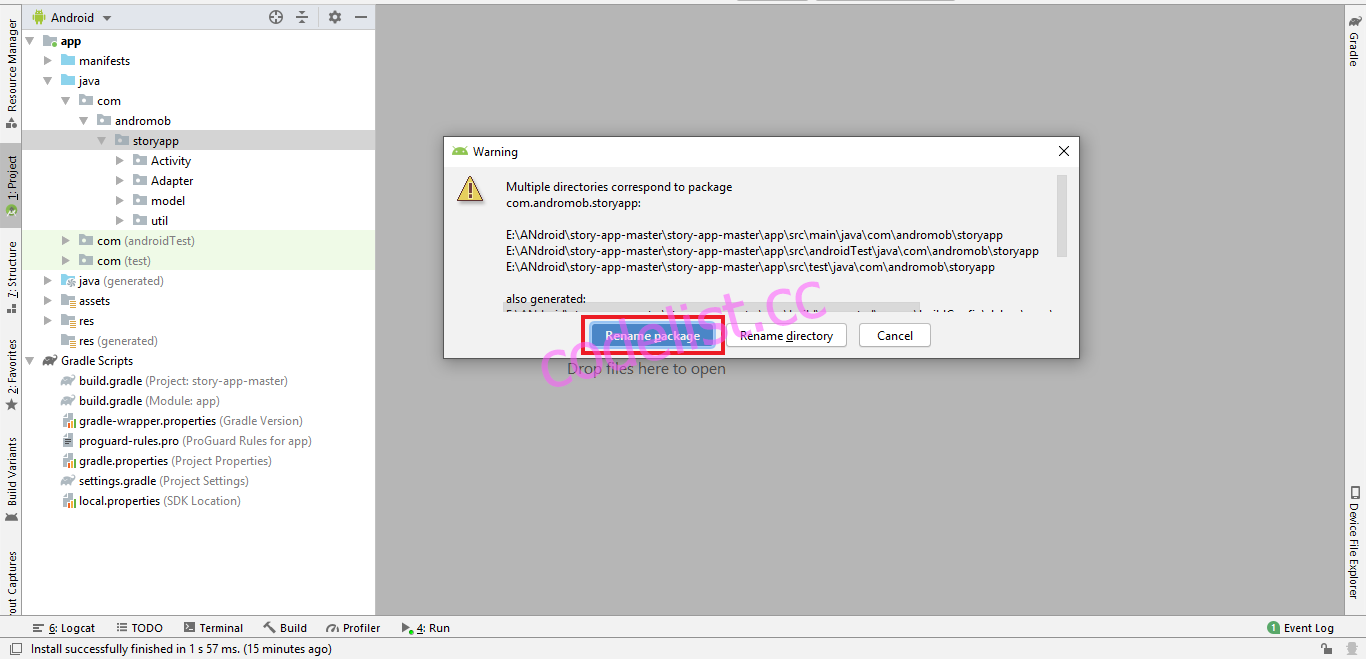 Resource Manager
1: Project
7: Structure
2: Favorites
Build Variants
out Captures
Android
app
manifests
java
com
andromob
storyapp
Activity
Adapter
model
util
com (androidTest)
com (test)
java (generated)
assets
res
res (generated)
Gradle Scripts
build.gradle (Project: story-app-master)
build.gradle (Module: app)
gradle-wrapper.properties (Gradle Version)
proguard-rules.pro (ProGuard Rules for app)
gradle.properties (Project Properties)
settings.gradle (Project Settings)
local.properties (SDK Location)
Warning
Multiple directories correspond to package
com.andromob.storyapp:
E:\ANdroid\story-app-master\story-app-master\app\src\main\java\com\andromob\storyapp
E:\ANdroid\story-app-master\story-app-master\app\src\androidTest\java\com\andromob\storyapp
E:\ANdroid\story-app-master\story-app-master\app\src\test\java\com\andromob\storyapp
also generated:
Rename package
Rename directory
Cancel
codelist.cc
Drop files here to open
Gradle
Device File Explorer
6: Logcat
TODO
Terminal
Build
Profiler
4: Run
1 Event Log
Install successfully finished in 1 s 57 ms. (15 minutes ago)